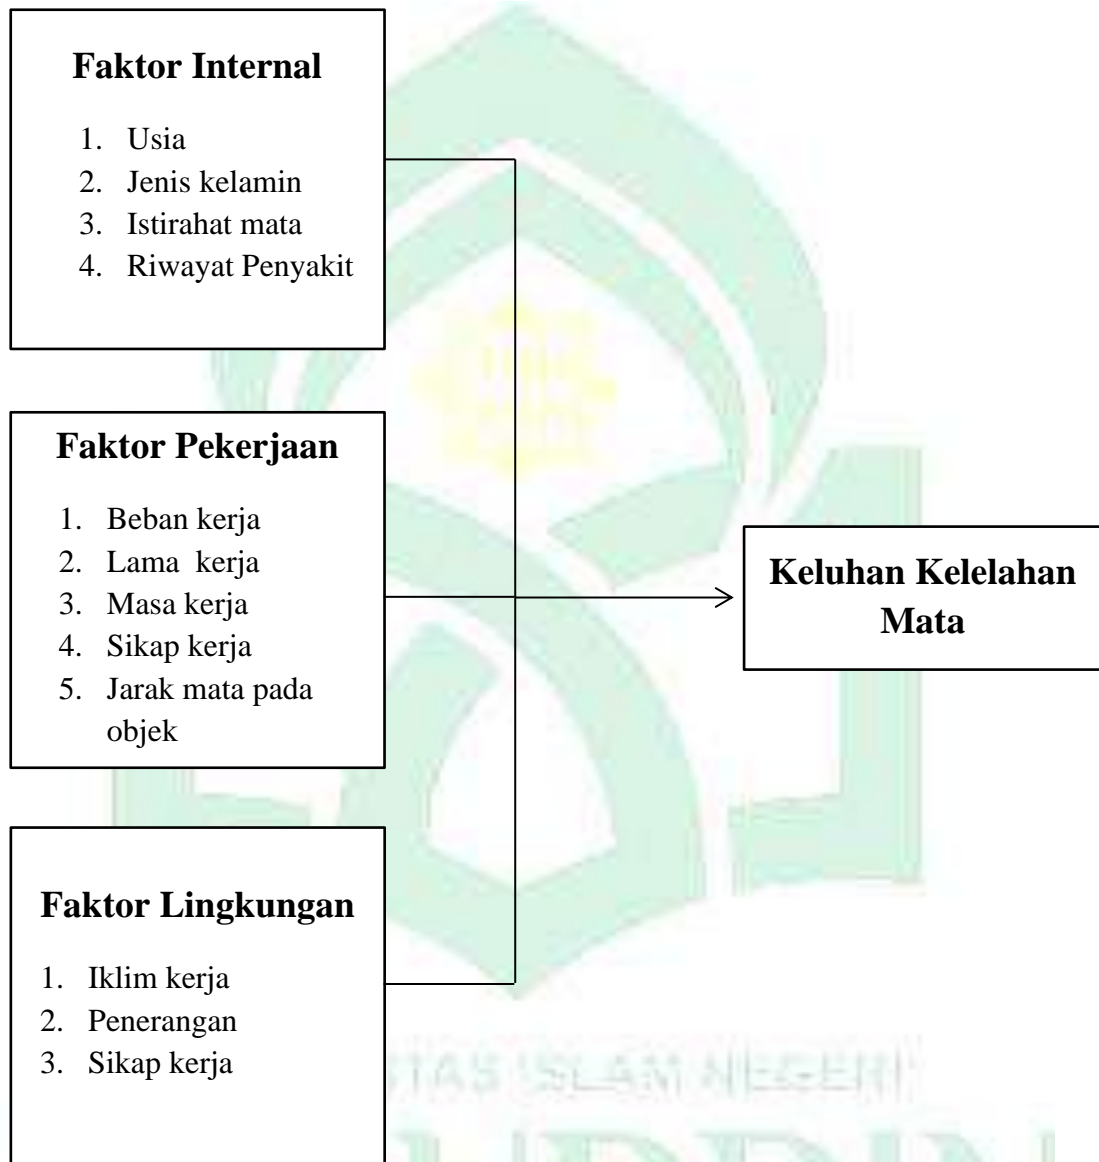 Faktor Internal
1. Usia
2. Jenis kelamin
3. Istirahat mata
4. Riwayat Penyakit
Faktor Pekerjaan
1. Beban kerja
2. Lama kerja
3. Masa kerja
4. Sikap kerja
5. Jarak mata pada
objek
Keluhan Kelelahan
Mata
Faktor Lingkungan
1. Iklim kerja
2. Penerangan
3. Sikap kerja
ISLAM NEGERI